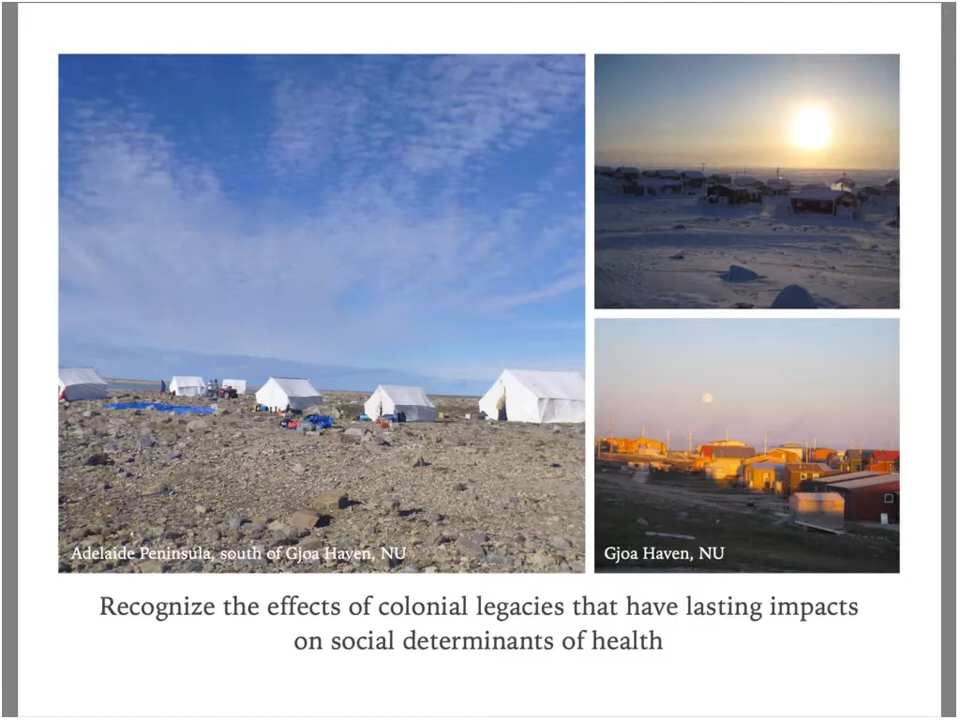 Adelaide Peninsula, south of Gjoa Haven, NU
Gjoa Haven, NU
Recognize the effects of colonial legacies that have lasting impacts
on social determinants of health